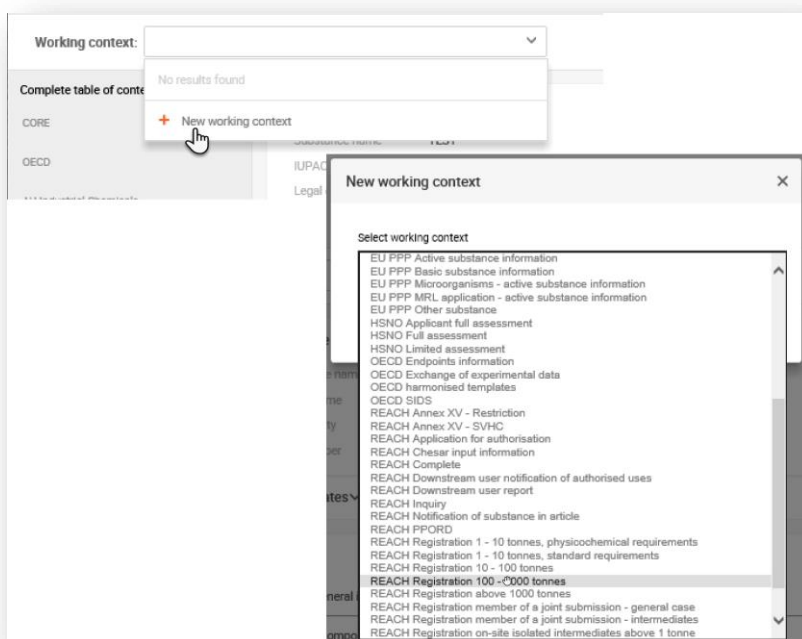 Working context:
No results found
Complete table of conte
CORE
+ New working context
Substance name TEST
OECD
IUPAC
Legal
New working context
Select working context
EU PPP Active substance information
EU PPP Basic substance information
EU PPP Microorganisms - active substance information
EU PPP MRL application - active substance information
EU PPP Other substance
HSNO Applicant full assessment
HSNO Full assessment
HSNO Limited assessment
OECD Endpoints information
OECD Exchange of experimental data
OECD harmonised templates
OECD SIDS
REACH Annex XV - Restriction
REACH Annex XV - SVHC
REACH Application for authorisation
REACH Chesar input information
REACH Complete
REACH Downstream user notification of authorised uses
REACH Downstream user report
REACH Inquiry
REACH Notification of substance in article
REACH PPORD
REACH Registration 1 - 10 tonnes, physicochemical requirements
REACH Registration 1 - 10 tonnes, standard requirements
REACH Registration 10 - 100 tonnes
REACH Registration 100 - 000 tonnes
REACH Registration above 1000 tonnes
REACH Registration member of a joint submission - general case
REACH Registration member of a joint submission - intermediates
REACH Registration on-site isolated intermediates above 1 tonne